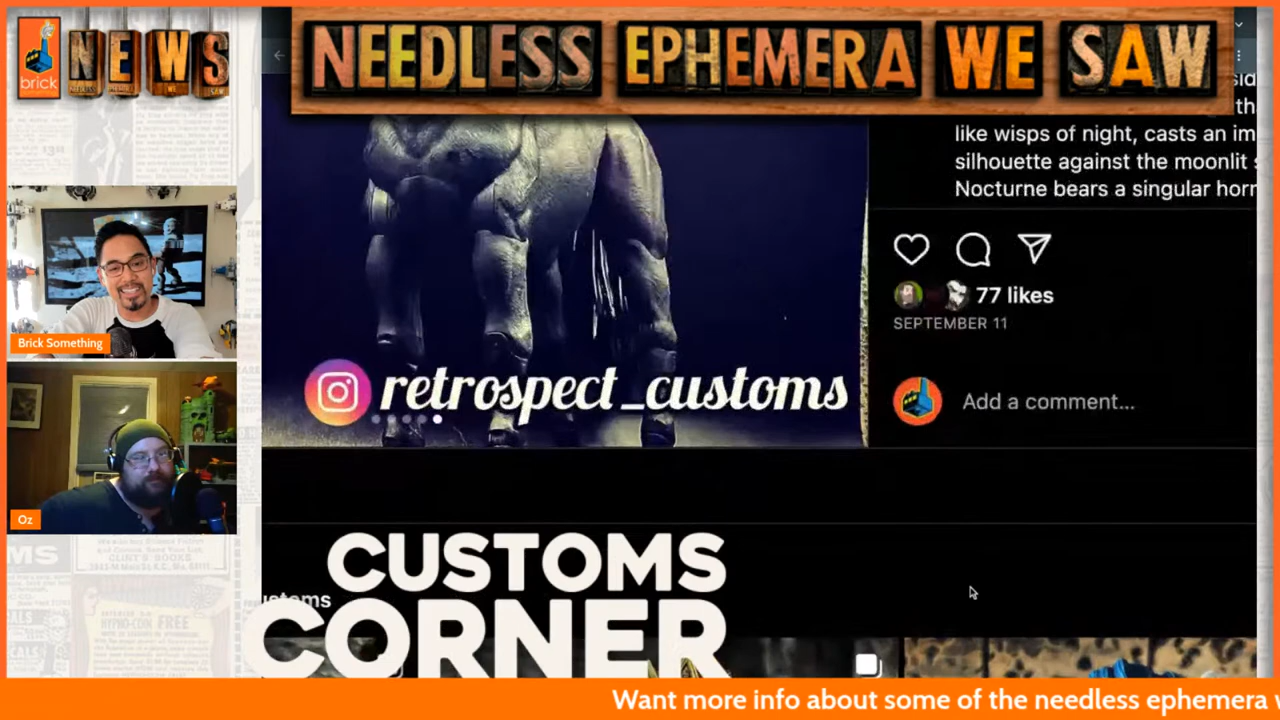 brick
NEWS
NEEDLESS EPHEMERA WE SAW
like wisps of night, casts an im
silhouette against the moonlit
Nocturne bears a singular horn
77 likes
SEPTEMBER 11
Add a comment...
retrospect_customs
Brick Something
Oz
CUSTOMS
CORNER
Want more info about some of the needless ephemera